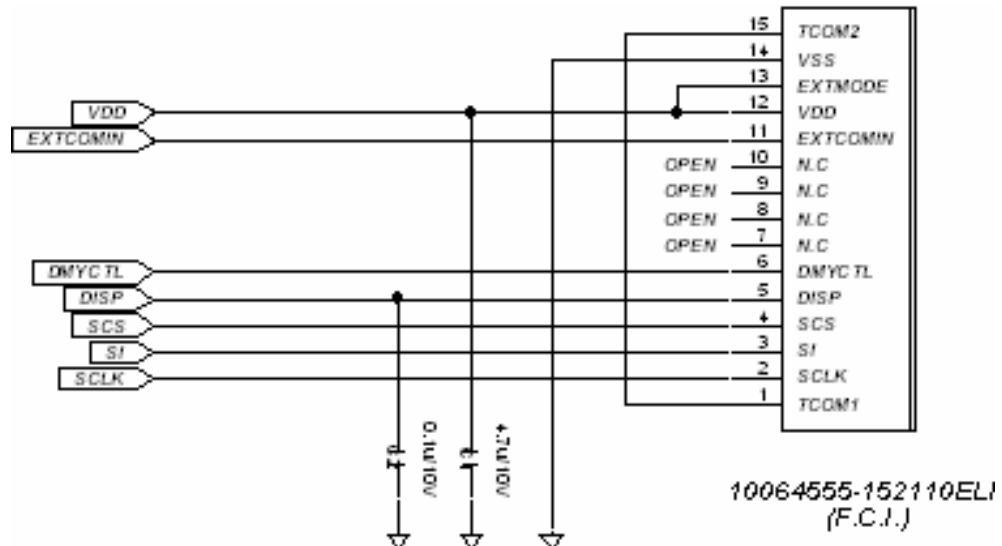 15 TCOM2
14 VSS
13 EXTMODE
VDD 12 VDD
EXTCOMIN 11 EXTCOMIN
OPEN 10 N.C
OPEN 9 N.C
OPEN 8 N.C
OPEN 7 N.C
DMYCTL 6 DMYCTL
DISP 5 DISP
SCS 4 SCS
SI 3 SI
SCLK 2 SCLK
1 TCOM1
0.1u/10V
4.7u/10V
(F.C.I.)